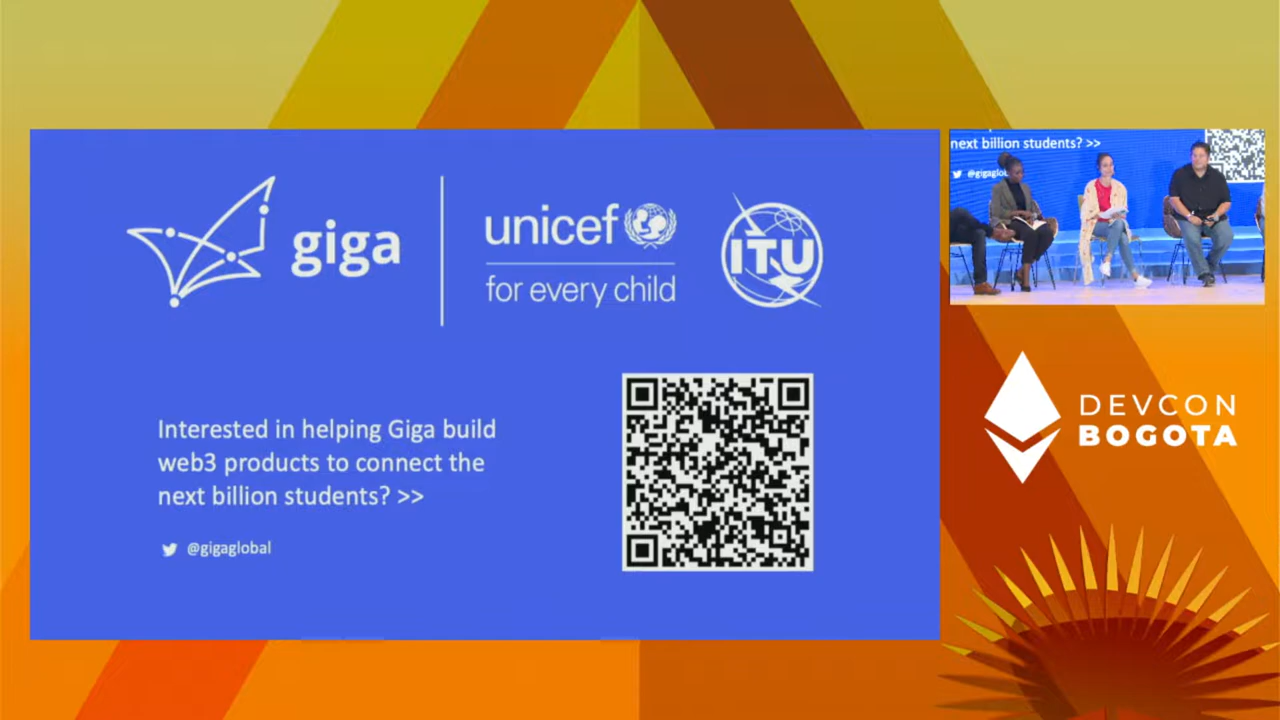 giga
unicef
for every child
ITU
Interested in helping Giga build
web3 products to connect the
next billion students? >>
@gigaglobal
next billion students? >>
@gigaglo
DEVCON
BOGOTA